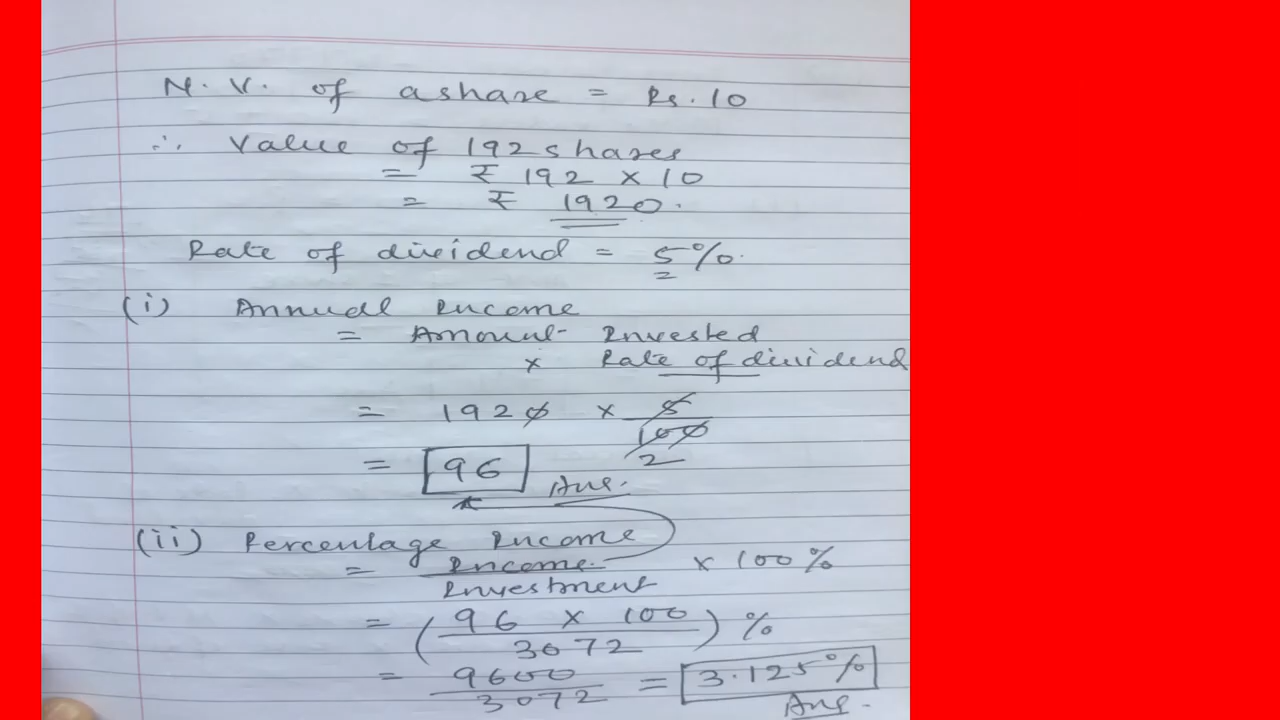 N. V. of a share = Rs. 10
∴ Value of 192 shares
= ₹ 192 × 10
= ₹ 1920.
Rate of dividend = 5%.
(i) Annual Income
= Amount Invested
× Rate of dividend
= 1920 × 5/100
2
= 96 Ans.
(ii) Percentage Income
= Income/Investment × 100%
= (96 × 100/3072) %
= 9600/3072 = 3.125%
Ans.